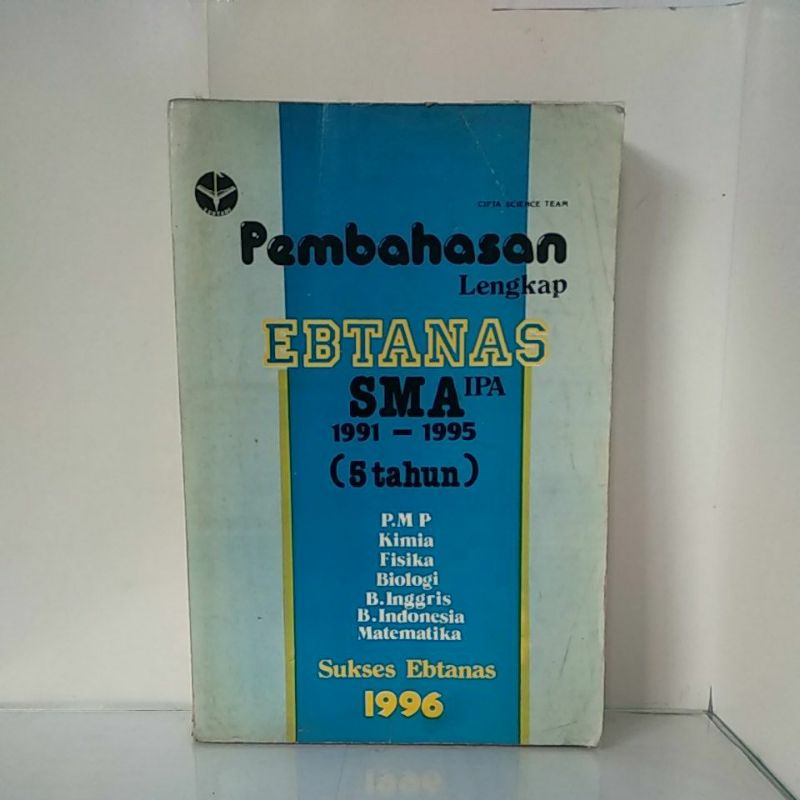 CIPTA SCIENCE TEAM
Pembahasan
Lengkap
EBTANAS
SMA IPA
1991 - 1995
(5 tahun)
P.M P
Kimia
Fisika
Biologi
B.Inggris
B.Indonesia
Matematika
Sukses Ebtanas
1996